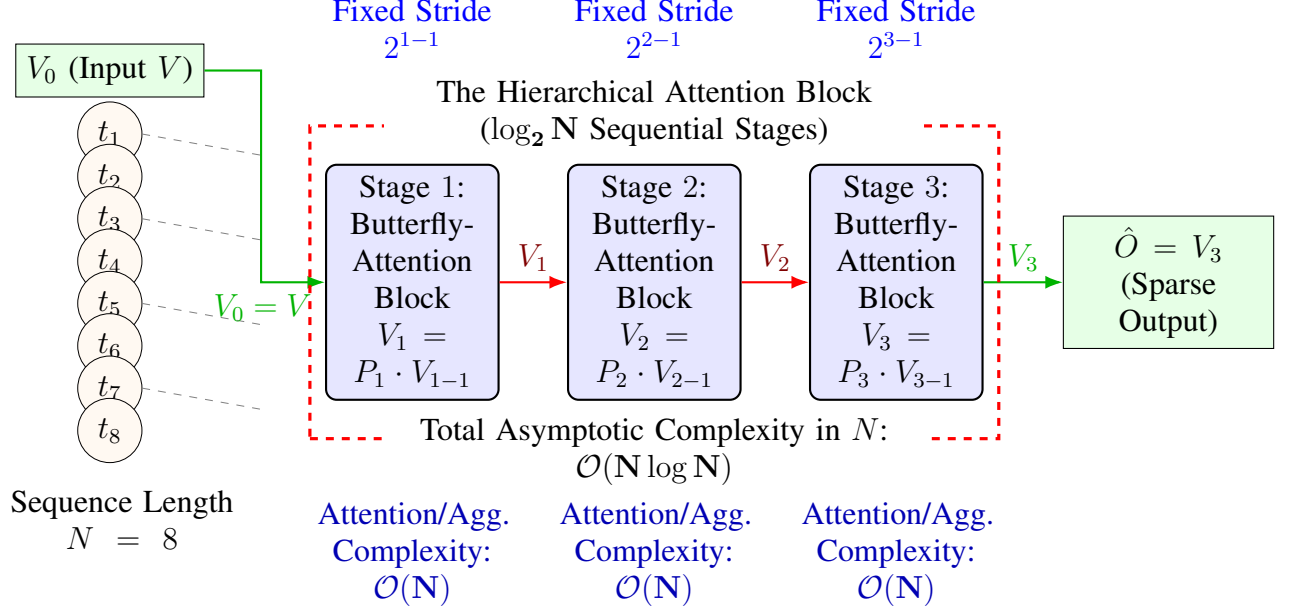 Fixed Stride
2^{1−1}
Fixed Stride
2^{2−1}
Fixed Stride
2^{3−1}
V_0 (Input V)
The Hierarchical Attention Block
(log_2 N Sequential Stages)
t_1
t_2
t_3
t_4
t_5
t_6
t_7
t_8
V_0 = V
Stage 1:
Butterfly-
Attention
Block
V_1 =
P_1 · V_{1−1}
V_1
Stage 2:
Butterfly-
Attention
Block
V_2 =
P_2 · V_{2−1}
V_2
Stage 3:
Butterfly-
Attention
Block
V_3 =
P_3 · V_{3−1}
V_3
Ô = V_3
(Sparse
Output)
Total Asymptotic Complexity in N:
O(N log N)
Sequence Length
N = 8
Attention/Agg.
Complexity:
O(N)
Attention/Agg.
Complexity:
O(N)
Attention/Agg.
Complexity:
O(N)